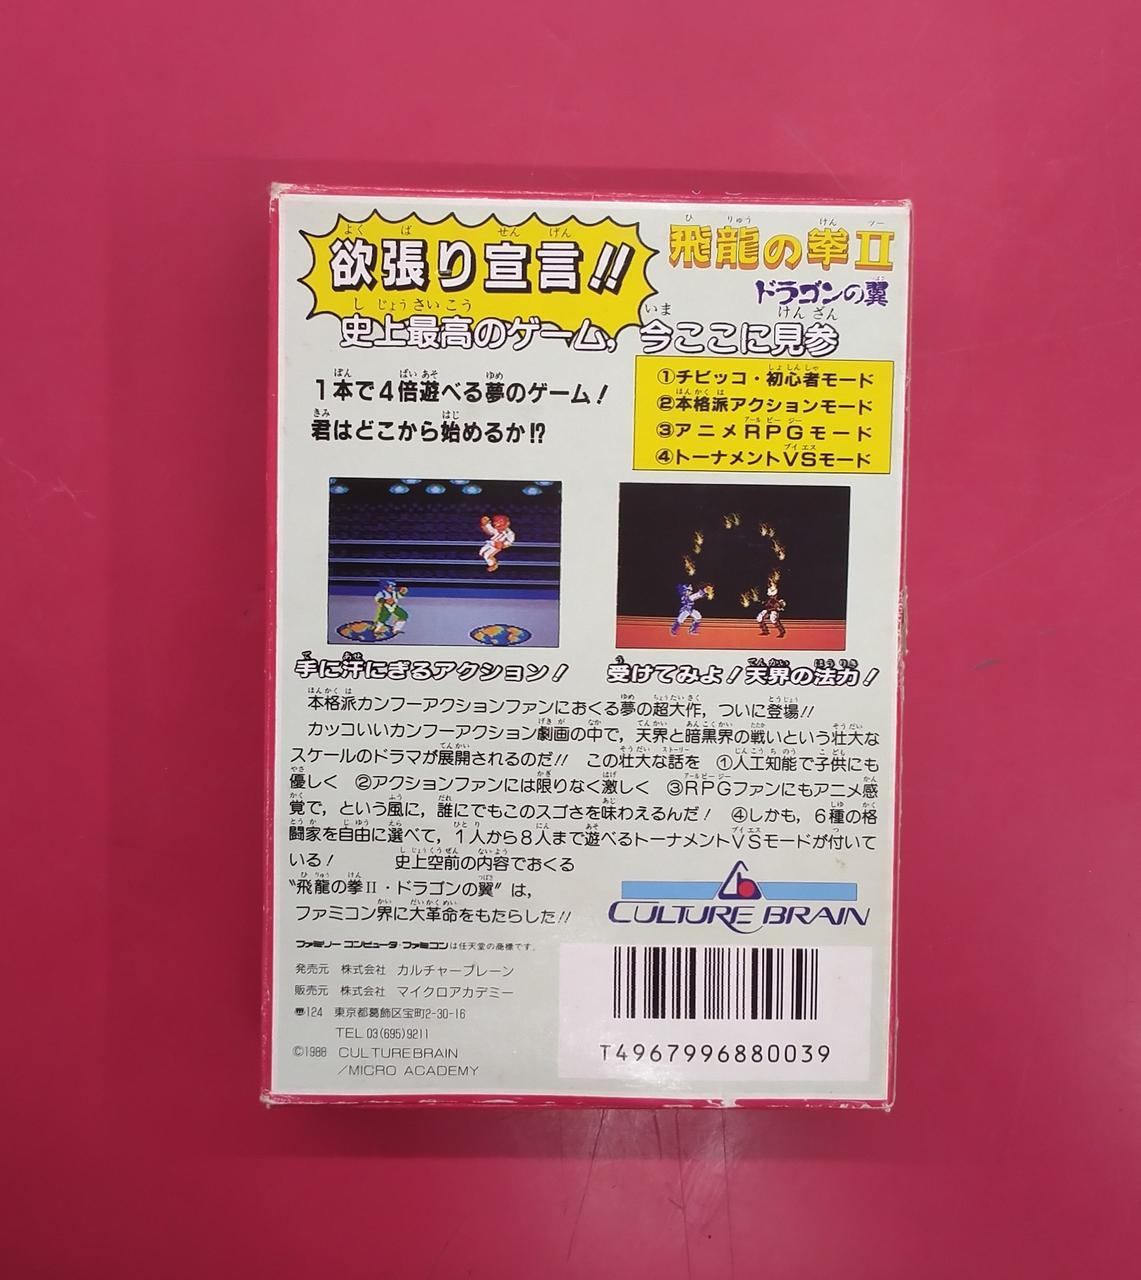 欲張り宣言!!
飛龍の拳II
ドラゴンの翼
史上最高のゲーム，今ここに見参
1本で4倍遊べる夢のゲーム！
君はどこから始めるか!?
①チビッコ・初心者モード
②本格派アクションモード
③アニメRPGモード
④トーナメントVSモード
手に汗にぎるアクション！
受けてみよ！天界の法力！
本格派カンフーアクションファンにおくる夢の超大作，ついに登場!!
カッコいいカンフーアクション劇画の中で，天界と暗黒界の戦いという壮大な
スケールのドラマが展開されるのだ!! この壮大な話を ①人工知能で子供にも
優しく ②アクションファンには限りなく激しく ③RPGファンにもアニメ感
覚で，という風に，誰にでもこのスゴさを味わえるんだ！ ④しかも，6種の格
闘家を自由に選べて，1人から8人まで遊べるトーナメントVSモードが付いて
いる！ 史上空前の内容でおくる
"飛龍の拳II・ドラゴンの翼"は，
ファミコン界に大革命をもたらした!!
CULTURE BRAIN
ファミリーコンピュータ・ファミコンは任天堂の商標です。
発売元 株式会社 カルチャーブレーン
販売元 株式会社 マイクロアカデミー
〒124 東京都葛飾区宝町2-30-16
TEL 03(695)9211
©1988 CULTUREBRAIN
/MICRO ACADEMY
T4967996880039